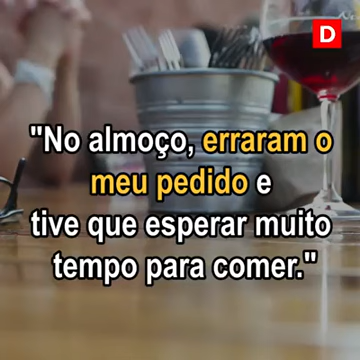 D
"No almoço, erraram o
meu pedido e
tive que esperar muito
tempo para comer."